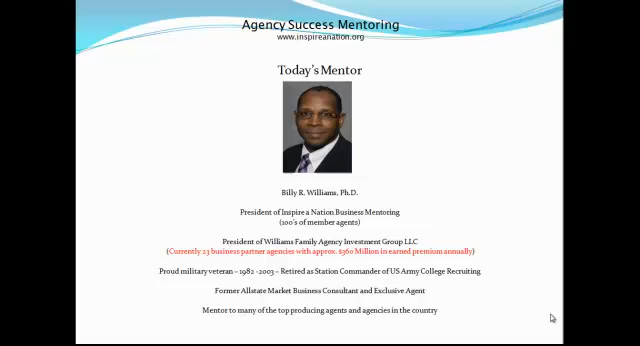 Agency Success Mentoring
www.inspireanation.org
Today's Mentor
Billy R. Williams, Ph.D.
President of Inspire a Nation Business Mentoring
(100's of member agents)
President of Williams Family Agency Investment Group LLC
(Currently 23 business partner agencies with approx. $360 Million in earned premium annually)
Proud military veteran – 1982 -2003 – Retired as Station Commander of US Army College Recruiting
Former Allstate Market Business Consultant and Exclusive Agent
Mentor to many of the top producing agents and agencies in the country